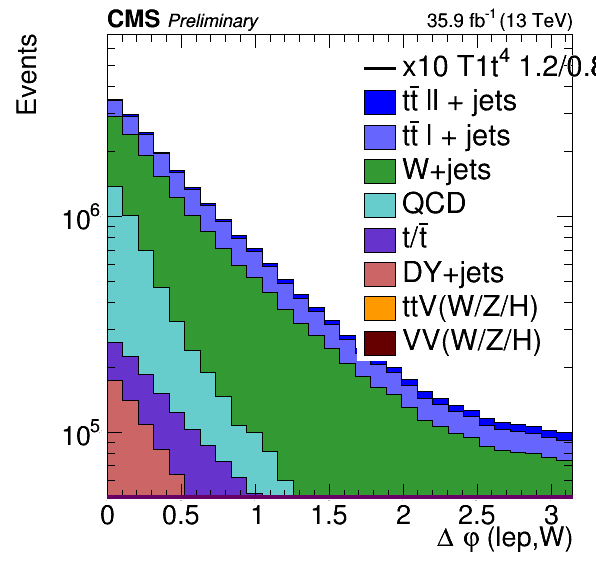 CMS Preliminary 35.9 fb⁻¹ (13 TeV)
Events
x10 T1t⁴ 1.2/0.8
tt̄ ll + jets
tt̄ l + jets
W+jets
QCD
t/t̄
DY+jets
ttV(W/Z/H)
VV(W/Z/H)
10⁶
10⁵
0 0.5 1 1.5 2 2.5 3
Δ φ (lep,W)